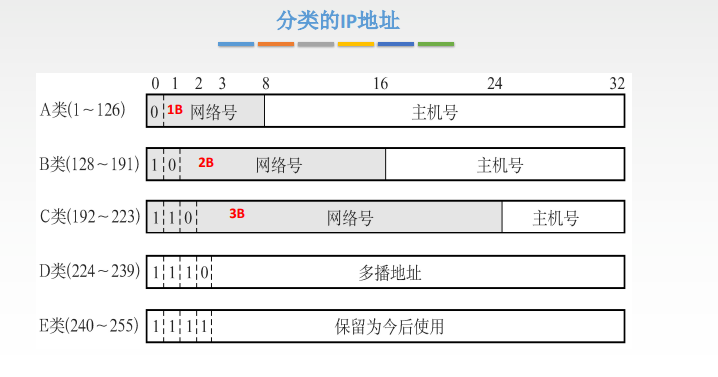 分类的IP地址
0 1 2 3 8 16 24 32
A类(1～126) 0 1B 网络号 主机号
B类(128～191) 1 0 2B 网络号 主机号
C类(192～223) 1 1 0 3B 网络号 主机号
D类(224～239) 1 1 1 0 多播地址
E类(240～255) 1 1 1 1 保留为今后使用